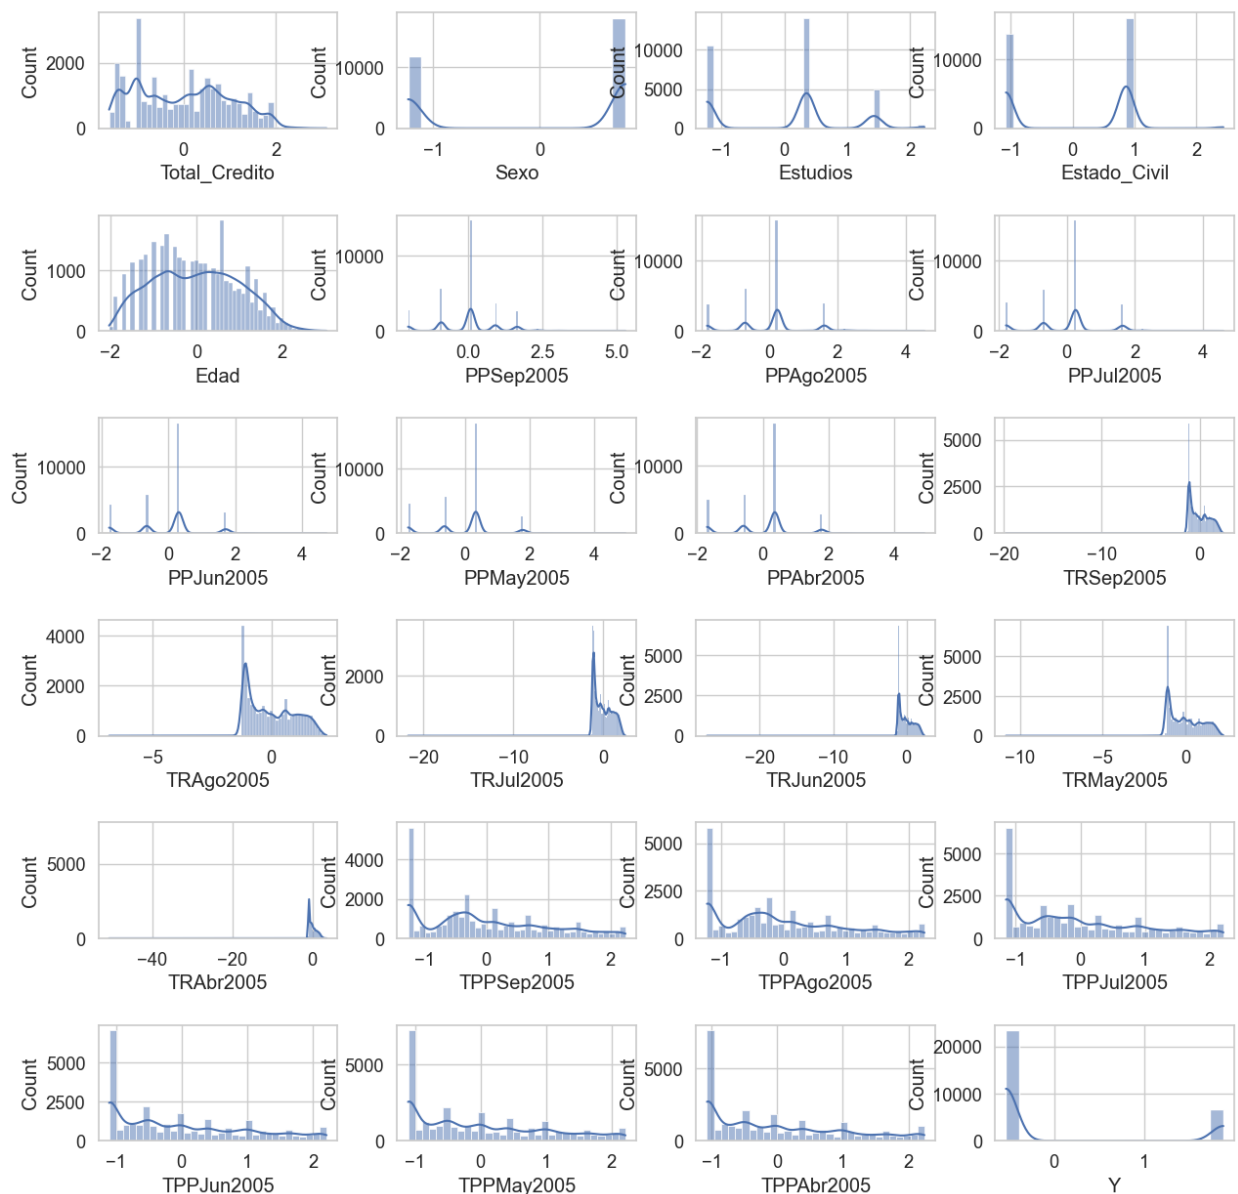 Count 2000 0 0 2 Total_Credito
Count 10000 0 −1 0 Sexo
Count 10000 5000 0 −1 0 1 2 Estudios
Count 10000 0 −1 0 1 2 Estado_Civil
Count 1000 0 −2 0 2 Edad
Count 10000 0 0.0 2.5 5.0 PPSep2005
Count 10000 0 −2 0 2 4 PPAgo2005
Count 10000 0 −2 0 2 4 PPJul2005
Count 10000 0 −2 0 2 4 PPJun2005
Count 10000 0 −2 0 2 4 PPMay2005
Count 10000 0 −2 0 2 4 PPAbr2005
Count 5000 2500 0 −20 −10 0 TRSep2005
Count 4000 2000 0 −5 0 TRAgo2005
Count 2000 0 −20 −10 0 TRJul2005
Count 5000 2500 0 −20 −10 0 TRJun2005
Count 5000 2500 0 −10 −5 0 TRMay2005
Count 5000 0 −40 −20 0 TRAbr2005
Count 4000 2000 0 −1 0 1 2 TPPSep2005
Count 5000 2500 0 −1 0 1 2 TPPAgo2005
Count 5000 2500 0 −1 0 1 2 TPPJul2005
Count 5000 2500 0 −1 0 1 2 TPPJun2005
Count 5000 0 −1 0 1 2 TPPMay2005
Count 5000 0 −1 0 1 2 TPPAbr2005
Count 20000 10000 0 0 1 Y